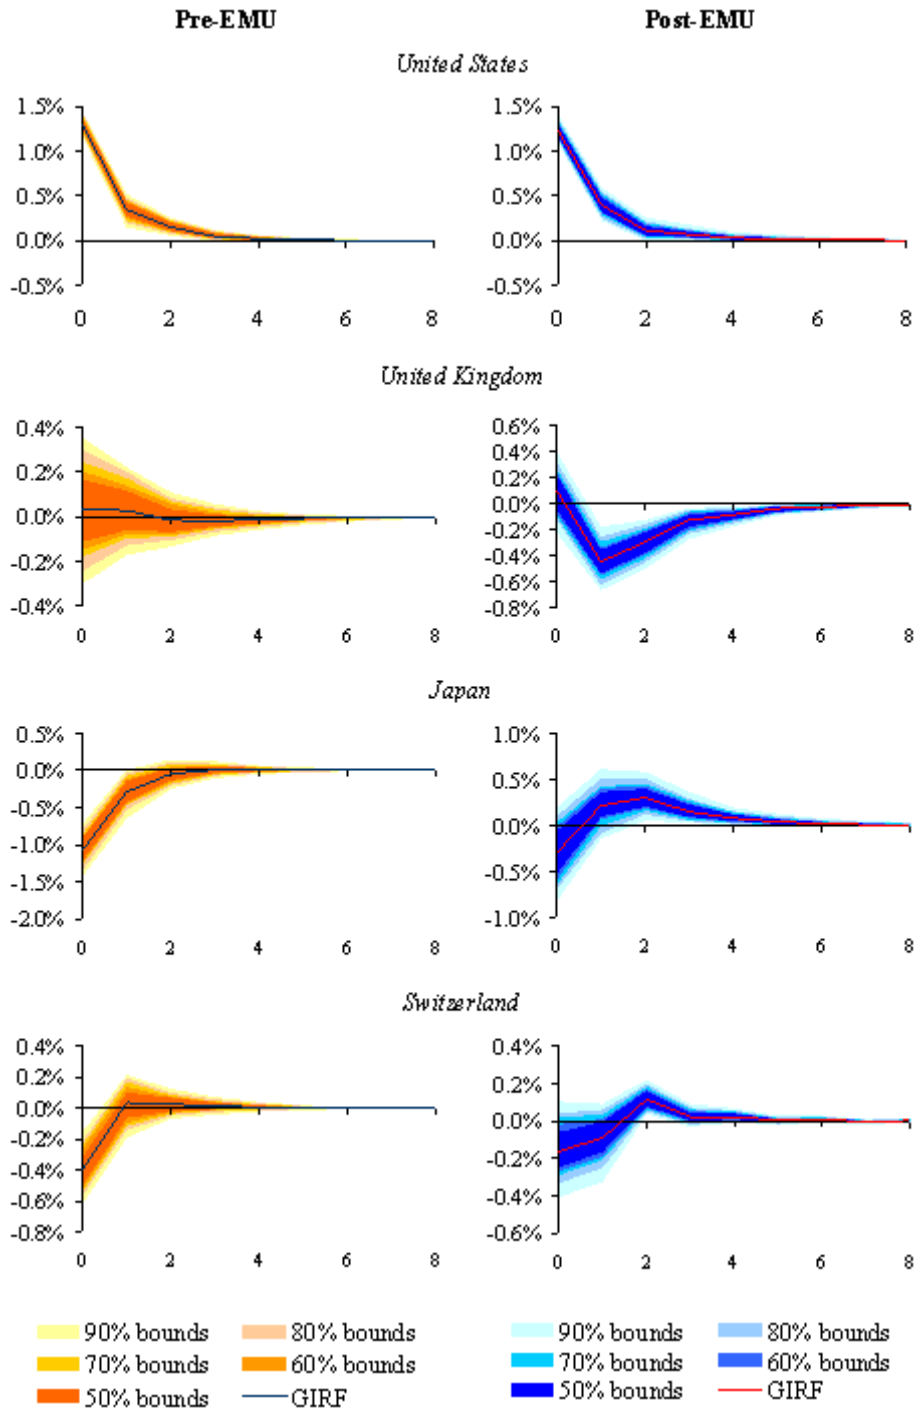 Pre-EMU Post-EMU
United States
1.5% 1.5%
1.0% 1.0%
0.5% 0.5%
0.0% 0.0%
-0.5% -0.5%
0 2 4 6 8 0 2 4 6 8
United Kingdom
0.4% 0.6%
0.2% 0.4%
0.0% 0.2%
-0.2% 0.0%
-0.4% -0.2%
-0.4%
-0.6%
-0.8%
0 2 4 6 8 0 2 4 6 8
Japan
0.5% 1.0%
0.0% 0.5%
-0.5% 0.0%
-1.0% -0.5%
-1.5% -1.0%
-2.0%
0 2 4 6 8 0 2 4 6 8
Switzerland
0.4% 0.4%
0.2% 0.2%
0.0% 0.0%
-0.2% -0.2%
-0.4% -0.4%
-0.6% -0.6%
-0.8%
0 2 4 6 8 0 2 4 6 8
90% bounds 80% bounds 90% bounds 80% bounds
70% bounds 60% bounds 70% bounds 60% bounds
50% bounds GIRF 50% bounds GIRF